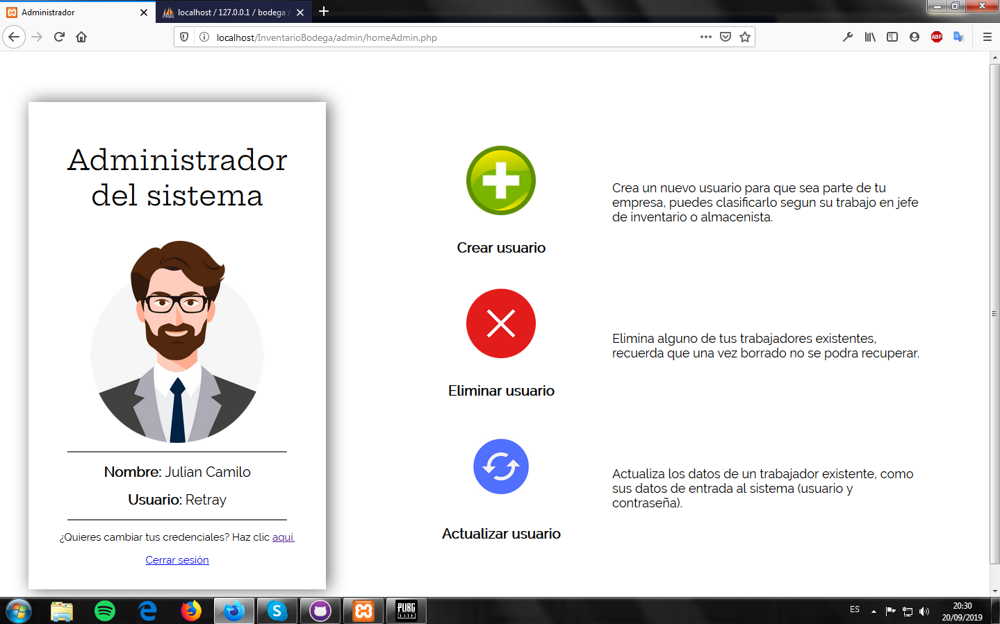 Administrador
localhost / 127.0.0.1 / bodega /
localhost/InventarioBodega/admin/homeAdmin.php
ABP
Administrador
del sistema
Nombre: Julian Camilo
Usuario: Retray
¿Quieres cambiar tus credenciales? Haz clic aquí.
Cerrar sesión
Crear usuario
Crea un nuevo usuario para que sea parte de tu
empresa, puedes clasificarlo segun su trabajo en jefe
de inventario o almacenista.
Eliminar usuario
Elimina alguno de tus trabajadores existentes,
recuerda que una vez borrado no se podra recuperar.
Actualizar usuario
Actualiza los datos de un trabajador existente, como
sus datos de entrada al sistema (usuario y
contraseña).
PUBG
LITE
ES
20:30
20/09/2019